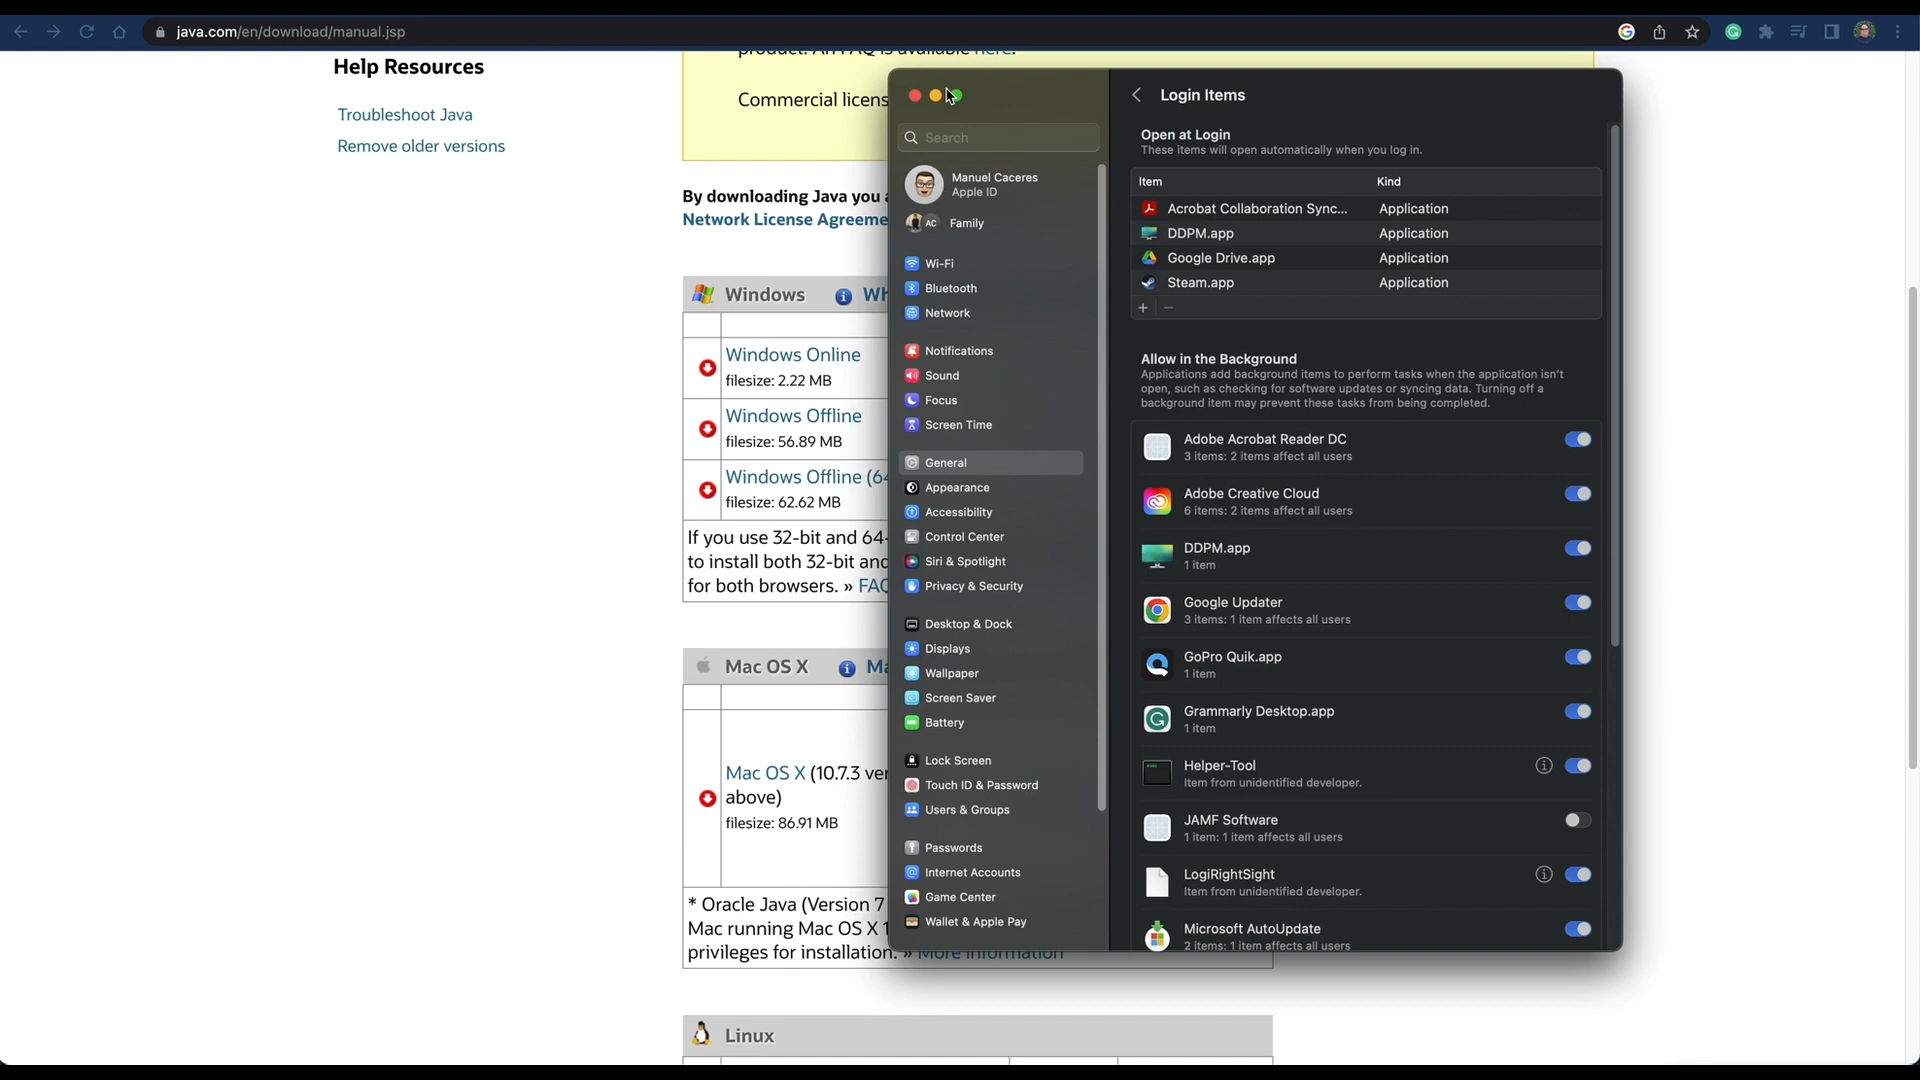 java.com/en/download/manual.jsp
Help Resources
Troubleshoot Java
Remove older versions
product. An FAQ is available here.
Commercial licens
By downloading Java you a
Network License Agreeme
Windows
Wh
Windows Online
filesize: 2.22 MB
Windows Offline
filesize: 56.89 MB
Windows Offline (64
filesize: 62.62 MB
If you use 32-bit and 64-
to install both 32-bit and
for both browsers. » FAQ
Mac OS X
Ma
Mac OS X (10.7.3 ver
above)
filesize: 86.91 MB
* Oracle Java (Version 7
Mac running Mac OS X 1
privileges for installation. » More information
Linux
Search
Manuel Caceres
Apple ID
AC
Family
Wi-Fi
Bluetooth
Network
Notifications
Sound
Focus
Screen Time
General
Appearance
Accessibility
Control Center
Siri & Spotlight
Privacy & Security
Desktop & Dock
Displays
Wallpaper
Screen Saver
Battery
Lock Screen
Touch ID & Password
Users & Groups
Passwords
Internet Accounts
Game Center
Wallet & Apple Pay
Login Items
Open at Login
These items will open automatically when you log in.
Item Kind
Acrobat Collaboration Sync... Application
DDPM.app Application
Google Drive.app Application
Steam.app Application
Allow in the Background
Applications add background items to perform tasks when the application isn't
open, such as checking for software updates or syncing data. Turning off a
background item may prevent these tasks from being completed.
Adobe Acrobat Reader DC
3 items: 2 items affect all users
Adobe Creative Cloud
6 items: 2 items affect all users
DDPM.app
1 item
Google Updater
3 items: 1 item affects all users
GoPro Quik.app
1 item
Grammarly Desktop.app
1 item
Helper-Tool
Item from unidentified developer.
JAMF Software
1 item: 1 item affects all users
LogiRightSight
Item from unidentified developer.
Microsoft AutoUpdate
2 items: 1 item affects all users